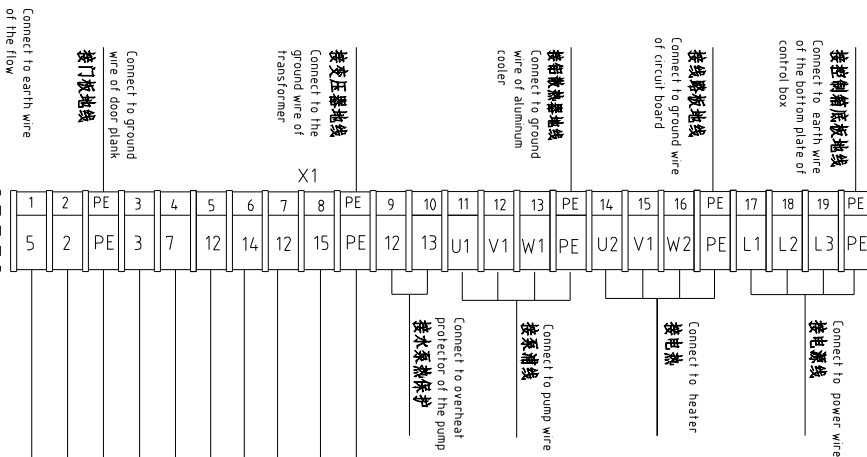 Connect to earth wire
of the flow
接门板地线
Connect to ground
wire of door plank
接变压器地线
Connect to the
ground wire of
transformer
接铝散热器地线
Connect to ground
wire of aluminum
cooler
接线路板地线
Connect to ground wire
of circuit board
接控制箱底板地线
Connect to earth wire
of the bottom plate of
control box
X1
1 2 PE 3 4 5 6 7 8 PE 9 10 11 12 13 PE 14 15 16 PE 17 18 19 PE
5 2 PE 3 7 12 14 12 15 PE 12 13 U1 V1 W1 PE U2 V1 W2 PE L1 L2 L3 PE
Connect to overheat
protector of the pump
接水泵热保护
Connect to pump wire
接泵浦线
Connect to heater
接电热
Connect to power wire
接电源线